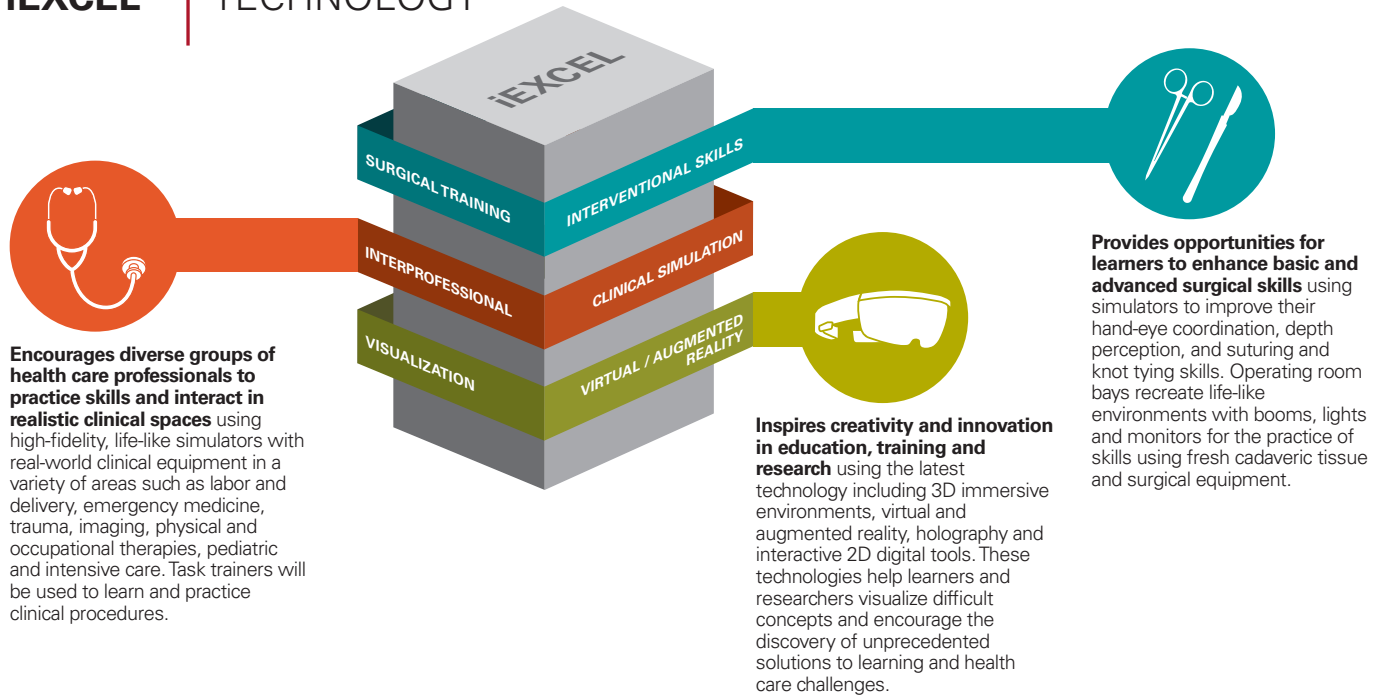 iEXCEL TECHNOLOGY
iEXCEL
SURGICAL TRAINING
INTERVENTIONAL SKILLS
INTERPROFESSIONAL
CLINICAL SIMULATION
VISUALIZATION
VIRTUAL / AUGMENTED
REALITY
Encourages diverse groups of
health care professionals to
practice skills and interact in
realistic clinical spaces using
high-fidelity, life-like simulators with
real-world clinical equipment in a
variety of areas such as labor and
delivery, emergency medicine,
trauma, imaging, physical and
occupational therapies, pediatric
and intensive care. Task trainers will
be used to learn and practice
clinical procedures.
Inspires creativity and innovation
in education, training and
research using the latest
technology including 3D immersive
environments, virtual and
augmented reality, holography and
interactive 2D digital tools. These
technologies help learners and
researchers visualize difficult
concepts and encourage the
discovery of unprecedented
solutions to learning and health
care challenges.
Provides opportunities for
learners to enhance basic and
advanced surgical skills using
simulators to improve their
hand-eye coordination, depth
perception, and suturing and
knot tying skills. Operating room
bays recreate life-like
environments with booms, lights
and monitors for the practice of
skills using fresh cadaveric tissue
and surgical equipment.